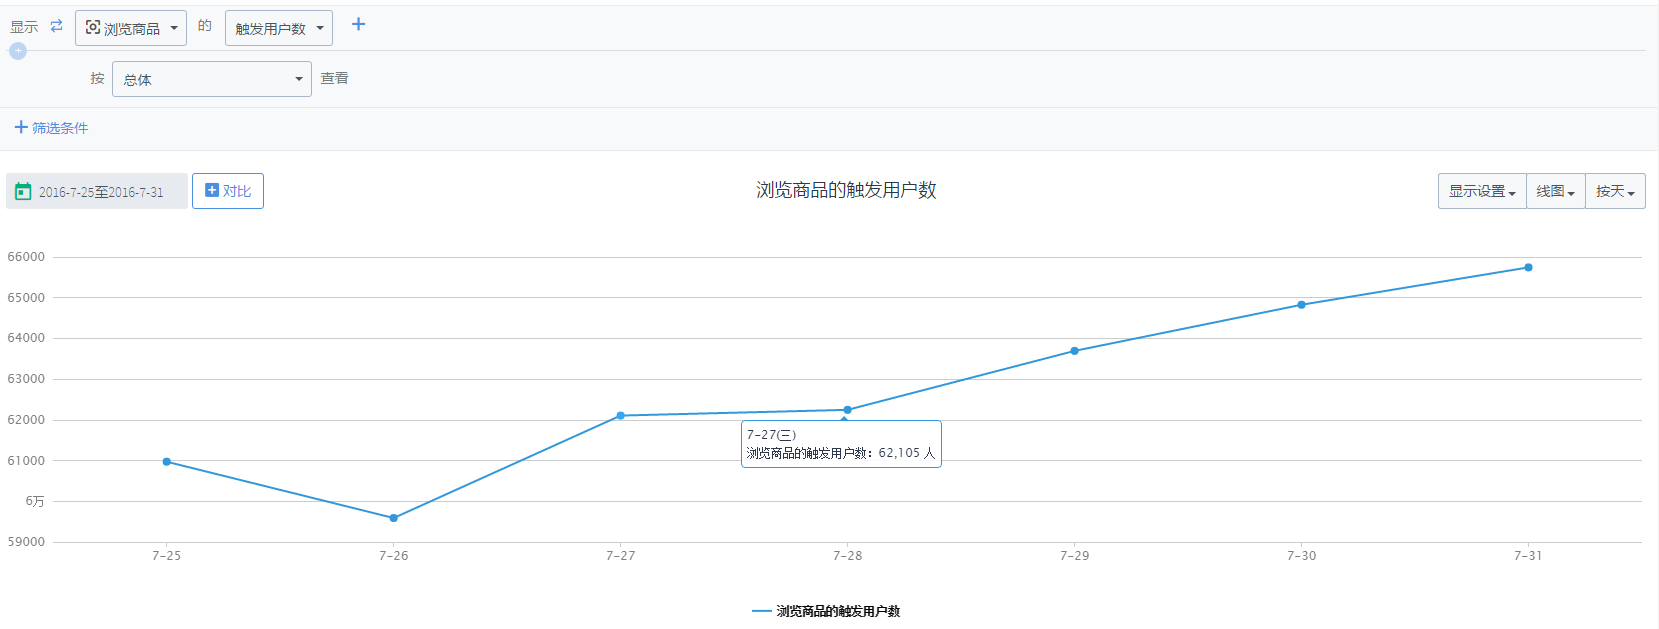 显示 浏览商品 的 触发用户数
按 总体 查看
筛选条件
2016-7-25至2016-7-31 对比 浏览商品的触发用户数 显示设置 线图 按天
66000
65000
64000
63000
62000
7-27(三)
浏览商品的触发用户数: 62,105 人
61000
6万
59000
7-25 7-26 7-27 7-28 7-29 7-30 7-31
浏览商品的触发用户数